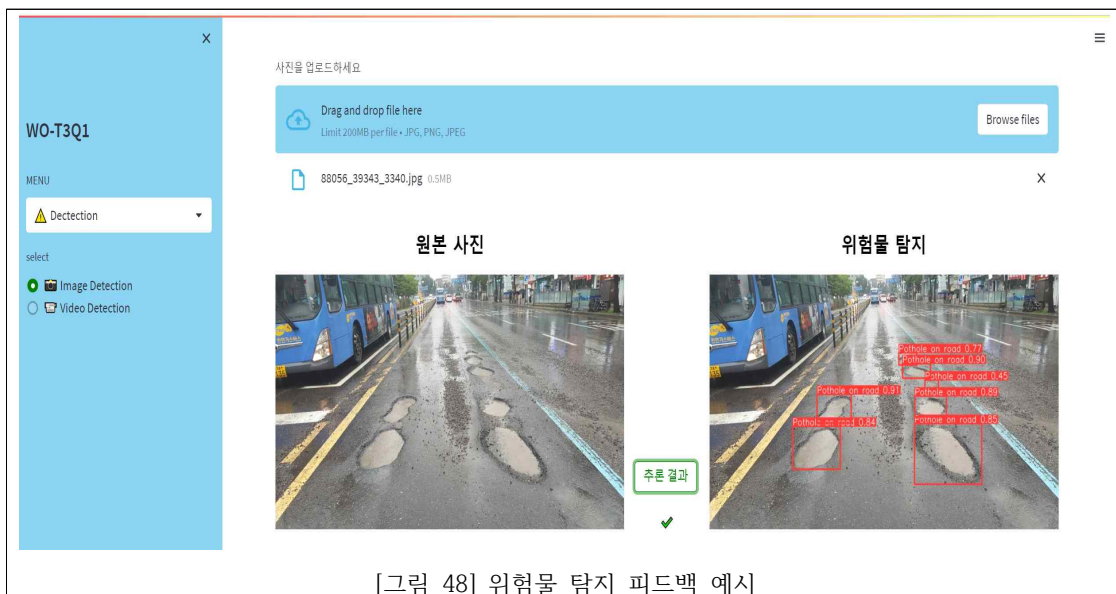 X
≡
사진을 업로드하세요
Drag and drop file here
Limit 200MB per file • JPG, PNG, JPEG
Browse files
WO-T3Q1
88056_39343_3340.jpg 0.5MB
X
MENU
Dectection
원본 사진
위험물 탐지
select
Image Detection
Video Detection
Pothole on road 0.77
Pothole on road 0.90
Pothole on road 0.45
Pothole on road 0.91
Pothole on road 0.89
Pothole on road 0.84
Pothole on road 0.85
추론 결과
[그림 48] 위험물 탐지 피드백 예시